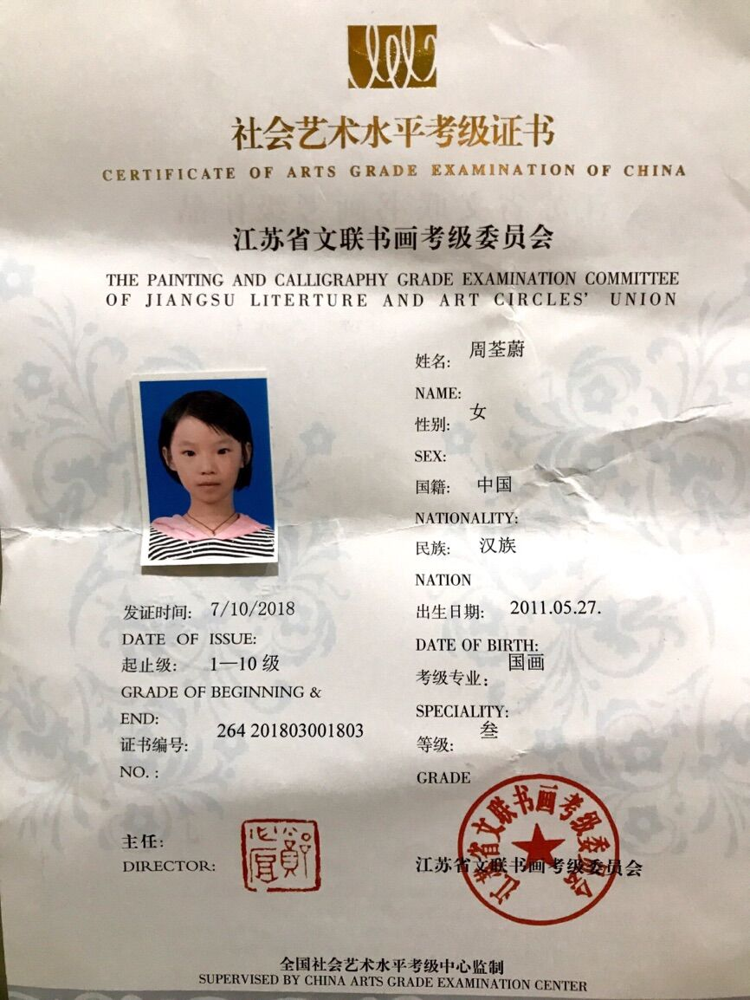 社会艺术水平考级证书
CERTIFICATE OF ARTS GRADE EXAMINATION OF CHINA
江苏省文联书画考级委员会
THE PAINTING AND CALLIGRAPHY GRADE EXAMINATION COMMITTEE
OF JIANGSU LITERTURE AND ART CIRCLES' UNION
姓名: 周荃蔚
NAME:
性别: 女
SEX:
国籍: 中国
NATIONALITY:
民族: 汉族
NATION
出生日期: 2011.05.27.
DATE OF BIRTH:
考级专业: 国画
SPECIALITY:
等级: 叁
GRADE
发证时间: 7/10/2018
DATE OF ISSUE:
起止级: 1—10 级
GRADE OF BEGINNING &
END:
证书编号: 264 201803001803
NO. :
主任:
DIRECTOR:
江苏省文联书画考级委员会
江苏省文联书画考级委员会
全国社会艺术水平考级中心监制
SUPERVISED BY CHINA ARTS GRADE EXAMINATION CENTER